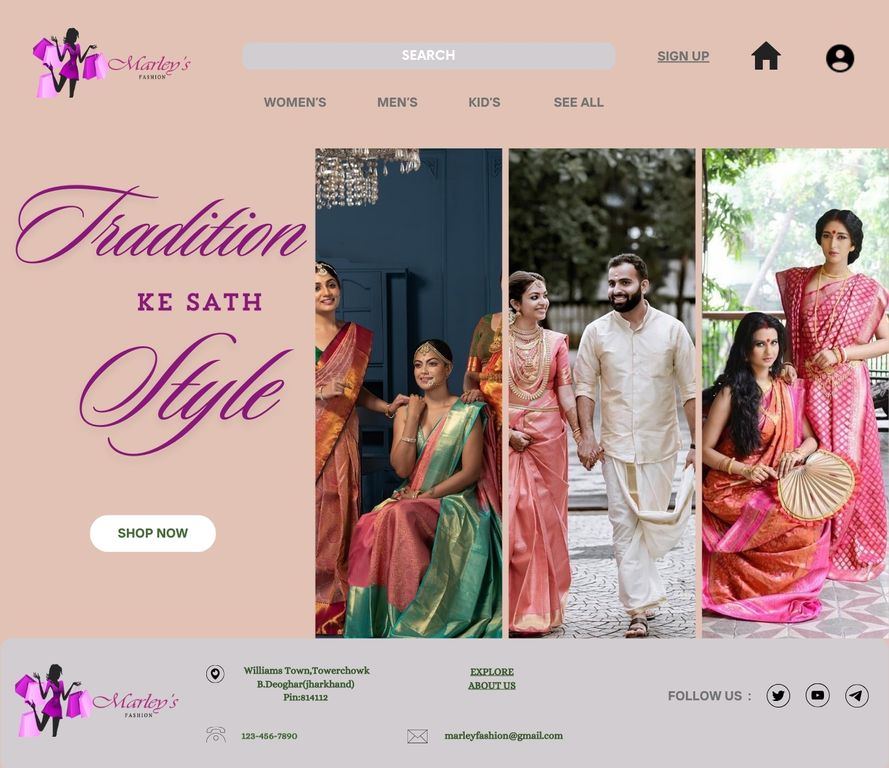 Marley's
FASHION
SEARCH
SIGN UP
WOMEN'S MEN'S KID'S SEE ALL
Tradition
KE SATH
Style
SHOP NOW
Marley's
FASHION
Williams Town,Towerchowk
B.Deoghar(jharkhand)
Pin:814112
123-456-7890
EXPLORE
ABOUT US
marleyfashion@gmail.com
FOLLOW US :